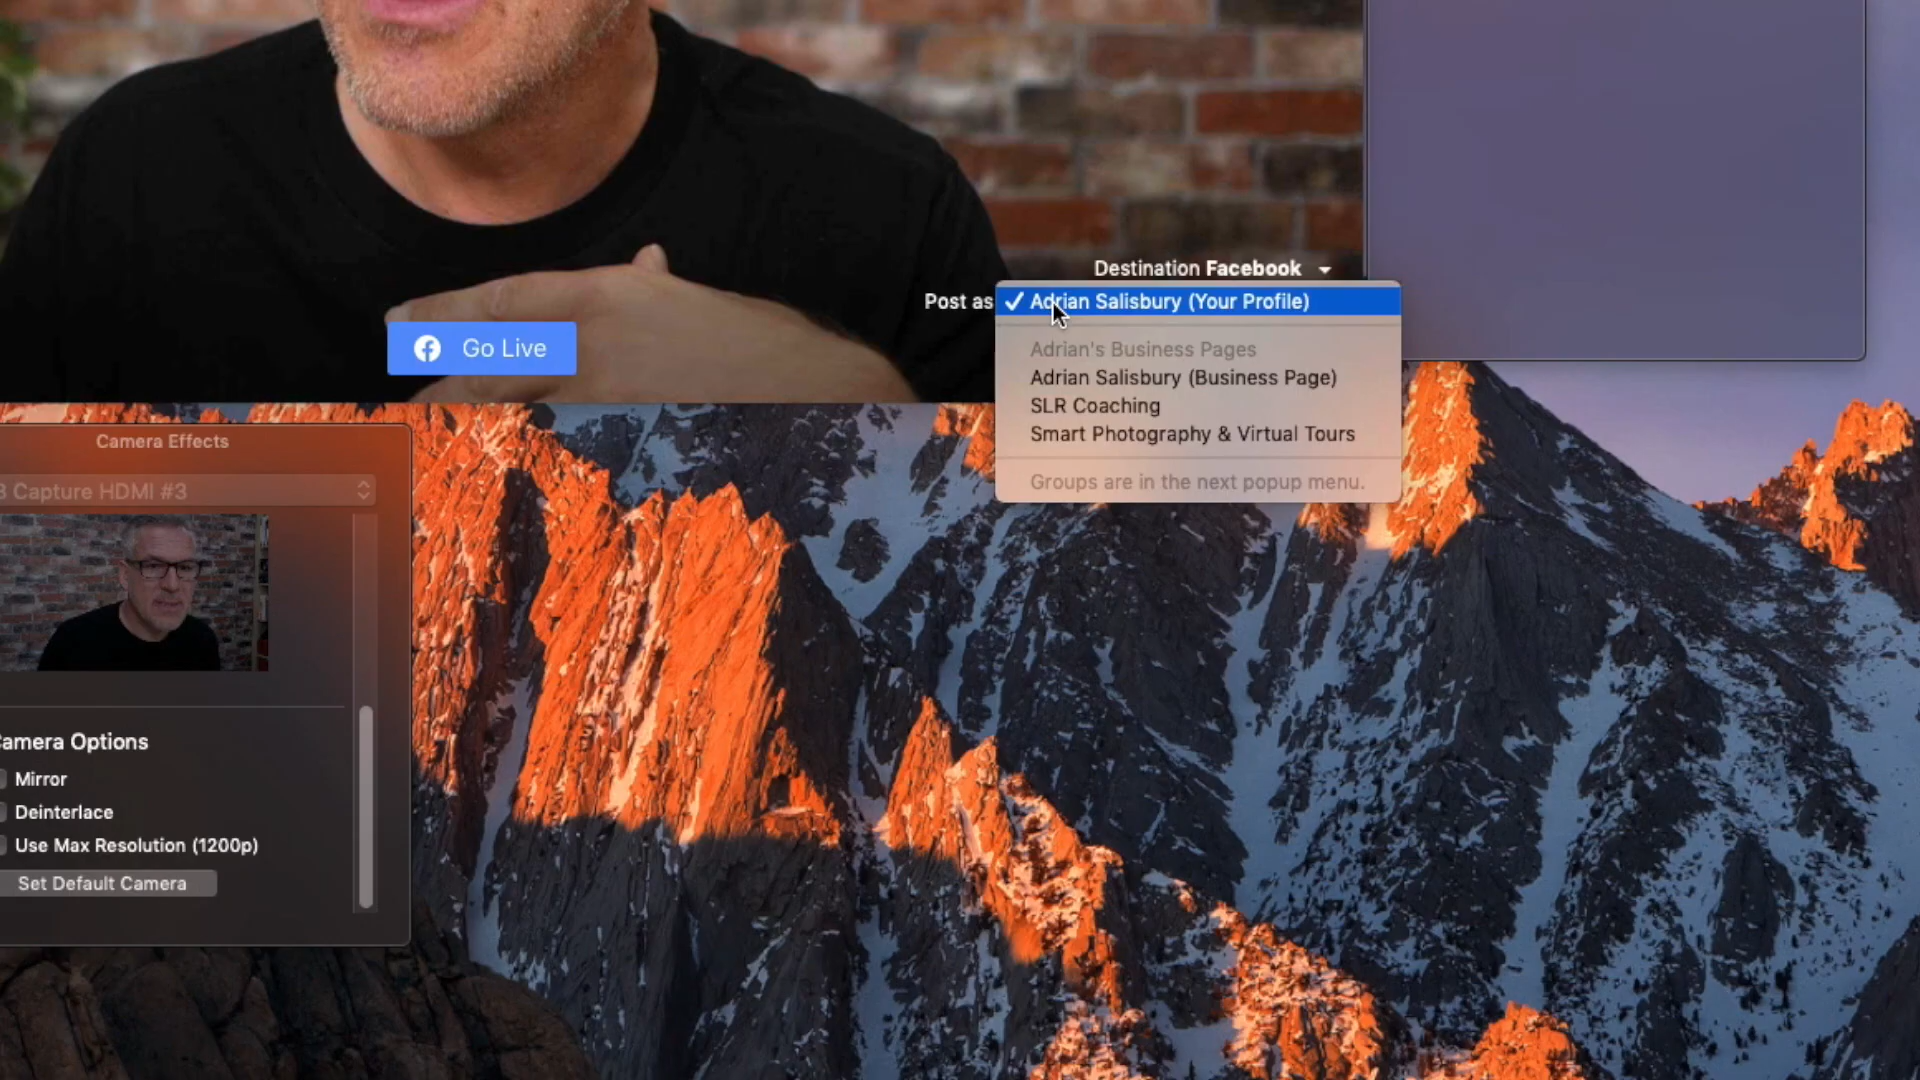 Destination Facebook
Post as
✓ Adrian Salisbury (Your Profile)
Adrian's Business Pages
Adrian Salisbury (Business Page)
SLR Coaching
Smart Photography & Virtual Tours
Groups are in the next popup menu.
Go Live
Camera Effects
Capture HDMI #3
Camera Options
Mirror
Deinterlace
Use Max Resolution (1200p)
Set Default Camera